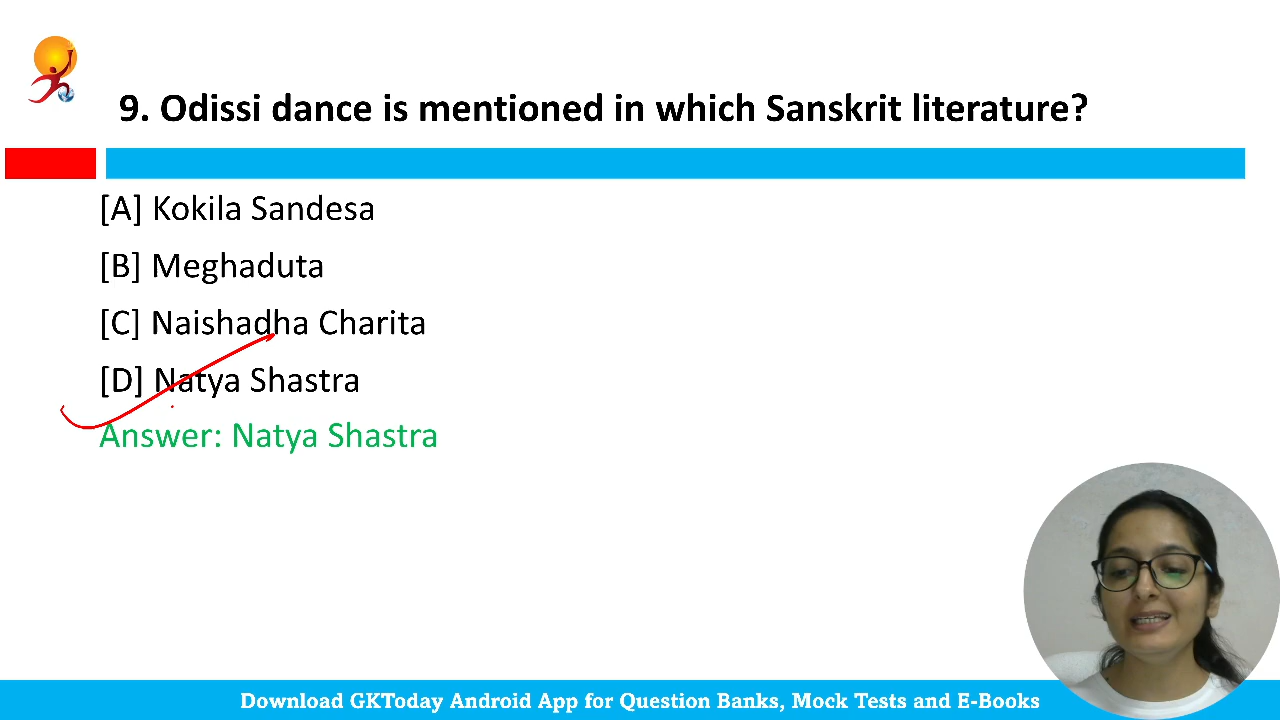 9. Odissi dance is mentioned in which Sanskrit literature?
[A] Kokila Sandesa
[B] Meghaduta
[C] Naishadha Charita
[D] Natya Shastra
Answer: Natya Shastra
Download GKToday Android App for Question Banks, Mock Tests and E-Books